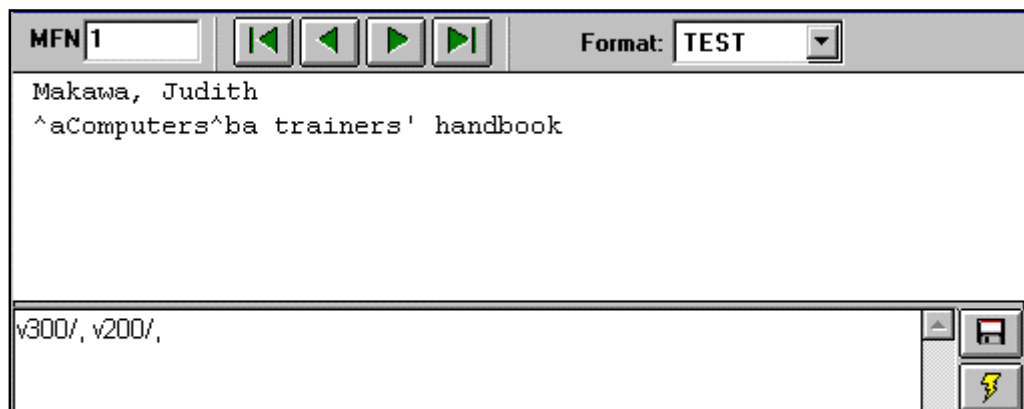 MFN 1 Format: TEST
Makawa, Judith
^aComputers^ba trainers' handbook
v300/, v200/,